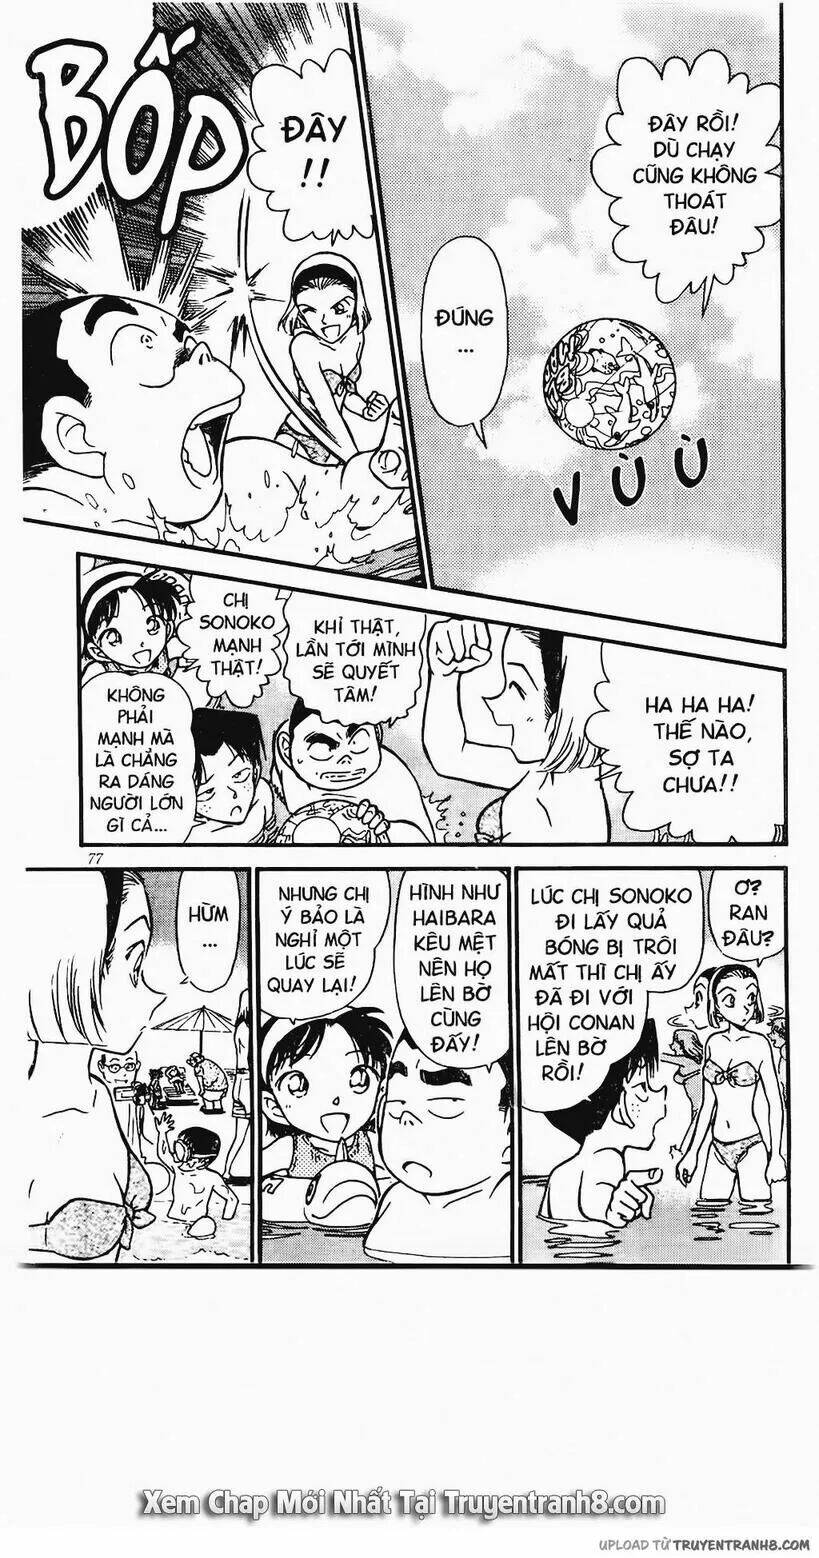 ĐÂY RỒI!
DÙ CHẠY
CŨNG KHÔNG
THOÁT
ĐÂU!
ĐÚNG
...
VÙ Ù
ĐÂY
!!
BỐP
HA HA HA!
THẾ NÀO,
SỢ TA
CHƯA!!
KHỈ THẬT,
LẦN TỚI MÌNH
SẼ QUYẾT
TÂM!
CHỊ
SONOKO
MẠNH
THẬT!
KHÔNG
PHẢI
MẠNH MÀ
LÀ CHẲNG
RA DÁNG
NGƯỜI LỚN
GÌ CẢ...
77
Ơ?
RAN
ĐÂU?
LÚC CHỊ SONOKO
ĐI LẤY QUẢ
BÓNG BỊ TRÔI
MẤT THÌ CHỊ ẤY
ĐÃ ĐI VỚI
HỘI CONAN
LÊN BỜ
RỒI!
HÌNH NHƯ
HAIBARA
KÊU MỆT
NÊN HỌ
LÊN BỜ
CÙNG
ĐẤY!
NHƯNG CHỊ
Ý BẢO LÀ
NGHỈ MỘT
LÚC SẼ
QUAY LẠI!
HỪM
...
Xem Chap Mới Nhất Tại Truyentranh8.com
UPLOAD TỪ TRUYENTRANH8.COM